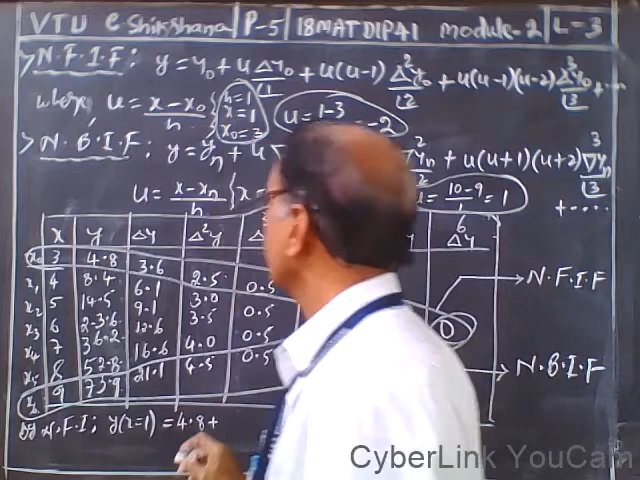 VTU e-Shikshana P-5 18MATDIP41 module-2 L-3
> N.F.I.F: y = y₀ + u Δy₀/⌊1 + u(u-1) Δ²y₀/⌊2 + u(u-1)(u-2) Δ³y₀/⌊3 + ...
where, u = x-x₀/h { h=1 x=1 x₀=3 u = 1-3 = -2
> N.B.I.F: y = yₙ + u ∇ ²yₙ/⌊2 + u(u+1)(u+2) ∇³yₙ/⌊3 + ....
u = x-xₙ/h { x= = 10-9/1 = 1
x y Δy Δ²y Δ⁶y
x₀ 3 4.8
3.6
x₁ 4 8.4 2.5
6.1 0.5
x₂ 5 14.5 3.0
9.1 0.5
x₃ 6 23.6 3.5
12.6 0.5 0
x₄ 7 36.2 4.0
16.6 0.5
x₅ 8 52.8 4.5
21.1
x₆ 9 73.9
→ N.F.I.F
→ N.B.I.F
By N.F.I; y(x=1) = 4.8 +
CyberLink YouCam